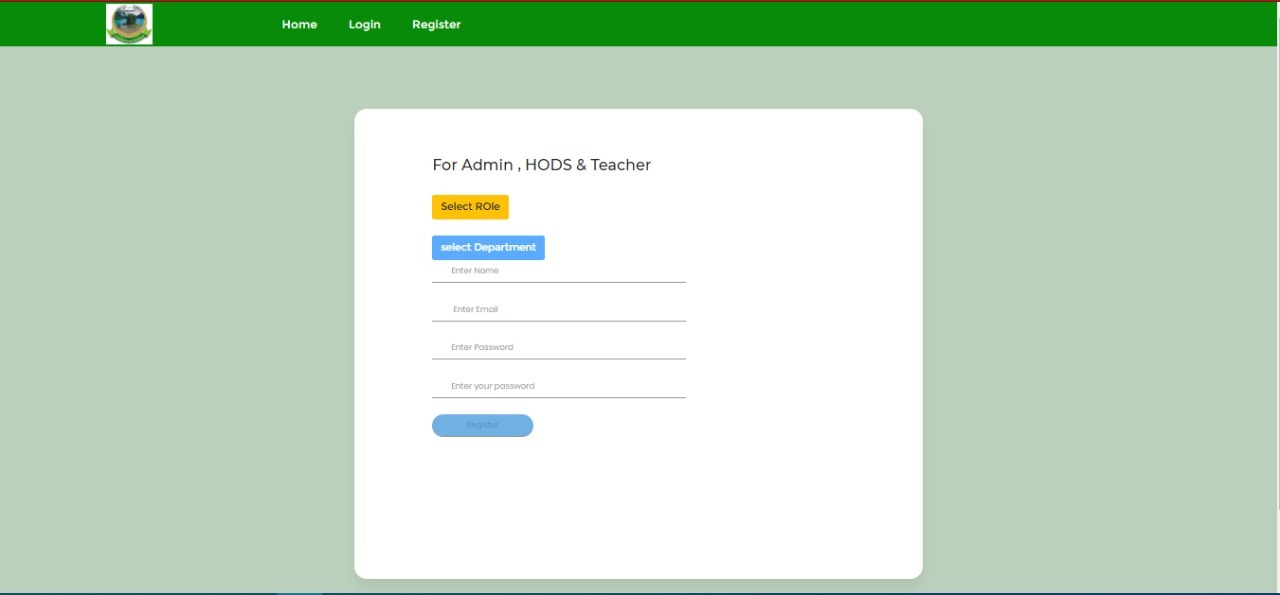 Home Login Register
For Admin , HODS & Teacher
Select ROle
select Department
Enter Name
Enter Email
Enter Password
Enter your password
Register